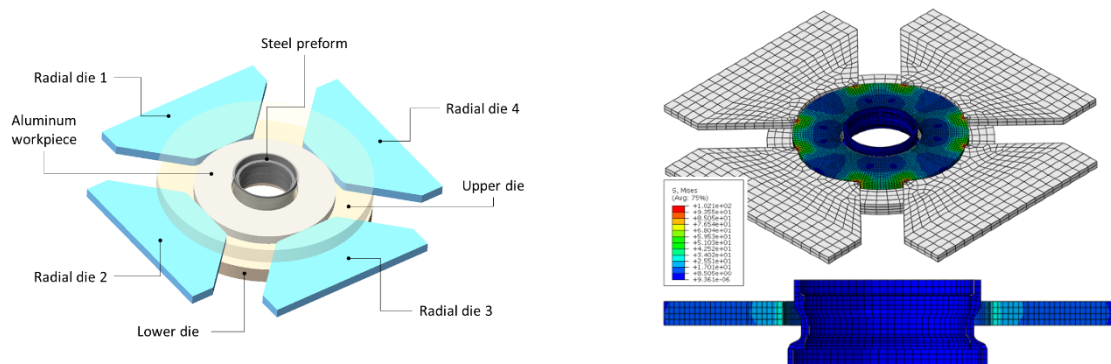 Steel preform
Radial die 1
Radial die 4
Aluminum
workpiece
Upper die
Radial die 2
Radial die 3
Lower die
S, Mises
(Avg: 75%)
+1.021e+02
+9.355e+01
+8.505e+01
+7.654e+01
+6.804e+01
+5.953e+01
+5.103e+01
+4.252e+01
+3.402e+01
+2.551e+01
+1.701e+01
+8.505e+00
+9.361e-06